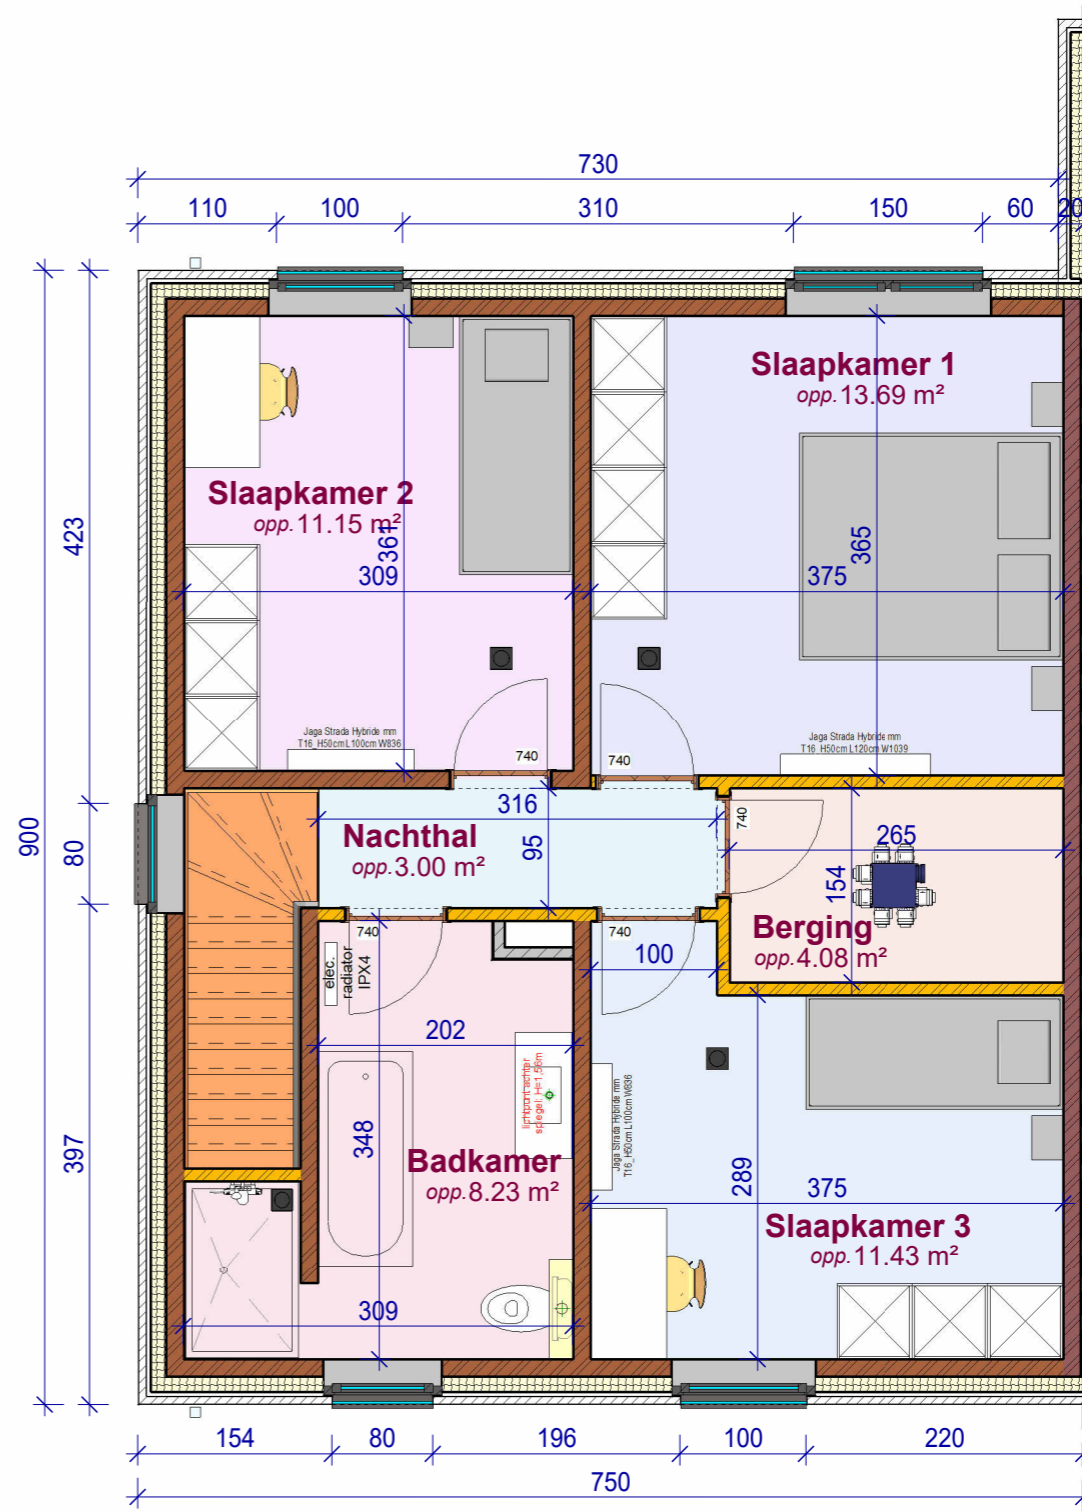 730
110
100
310
150
60
20
Slaapkamer 1
opp. 13.69 m²
Slaapkamer 2
opp. 11.15 m²
361
309
365
375
423
900
80
397
Jaga Strada Hybride mm
T16_H50cm L100cm W836
740
Jaga Strada Hybride mm
T16_H50cm L120cm W1039
740
316
Nachthal
opp. 3.00 m²
95
740
265
154
Berging
opp. 4.08 m²
740
elec.
radiator
IPX4
740
100
202
lichtpunt achter
spiegel: H=1,56m
348
Badkamer
opp. 8.23 m²
309
Jaga Strada Hybride mm
T16_H50cm L100cm W836
289
375
Slaapkamer 3
opp. 11.43 m²
154
80
196
100
220
750